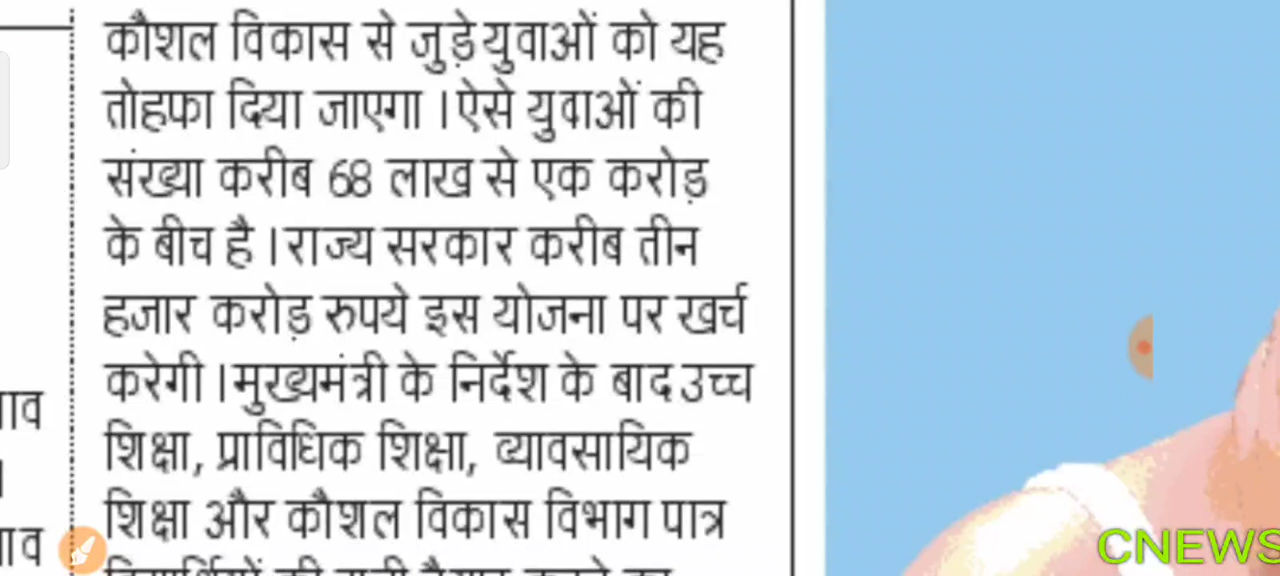 कौशल विकास से जुड़े युवाओं को यह
तोहफा दिया जाएगा । ऐसे युवाओं की
संख्या करीब 68 लाख से एक करोड़
के बीच है । राज्य सरकार करीब तीन
हजार करोड़ रुपये इस योजना पर खर्च
करेगी । मुख्यमंत्री के निर्देश के बाद उच्च
शिक्षा, प्राविधिक शिक्षा, व्यावसायिक
शिक्षा और कौशल विकास विभाग पात्र
CNEWS